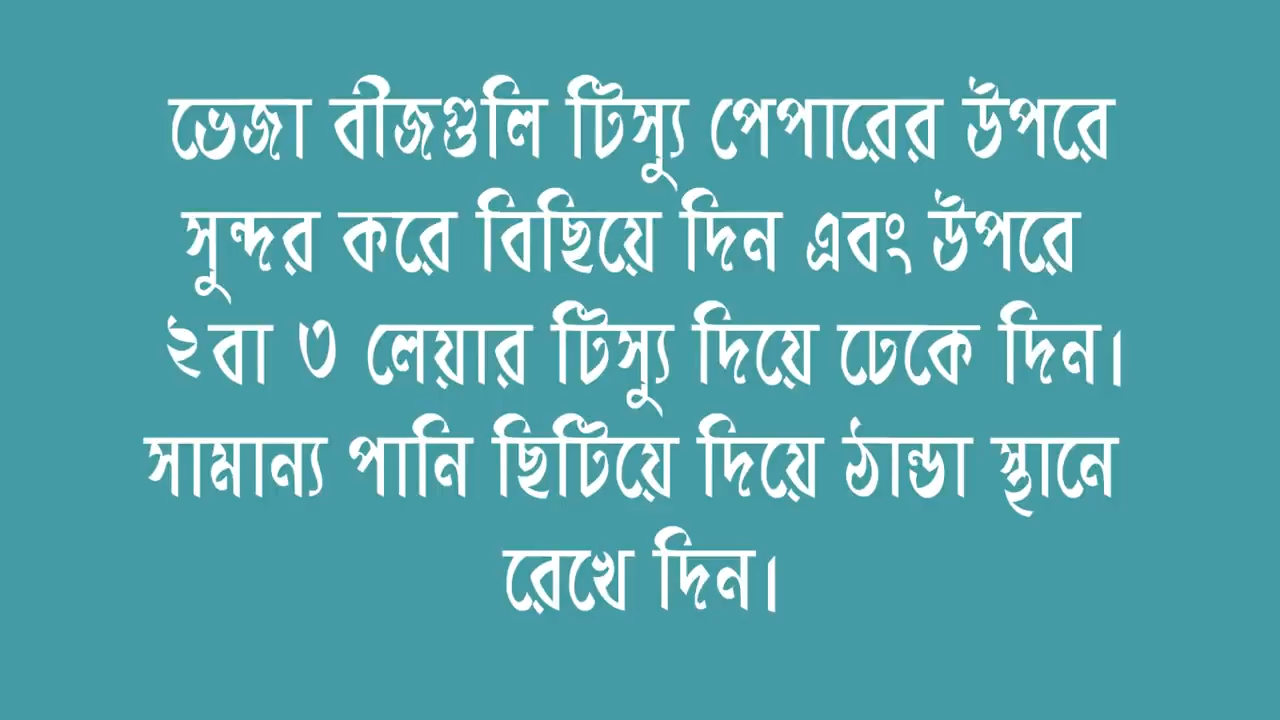 ভেজা বীজগুলি টিস্যু পেপারের উপরে
সুন্দর করে বিছিয়ে দিন এবং উপরে
২বা ৩ লেয়ার টিস্যু দিয়ে ঢেকে দিন।
সামান্য পানি ছিটিয়ে দিয়ে ঠান্ডা স্থানে
রেখে দিন।